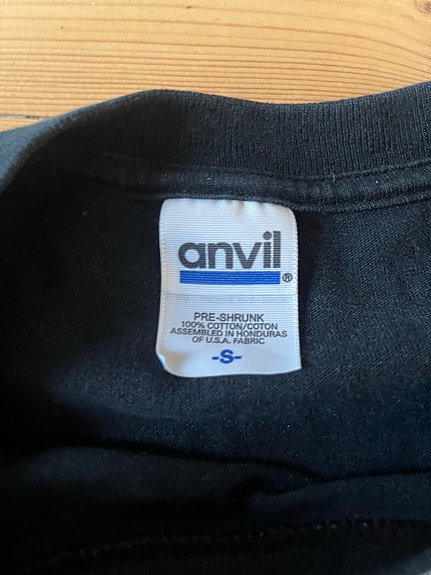 anvil®
PRE-SHRUNK
100% COTTON/COTON
ASSEMBLED IN HONDURAS
OF U.S.A. FABRIC
-S-